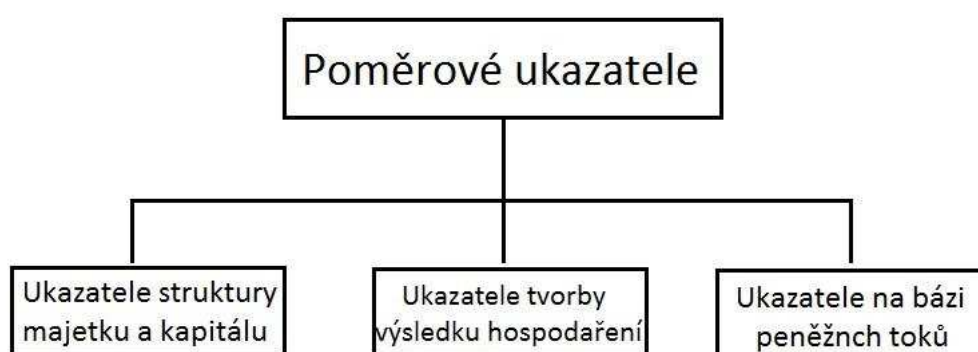 Poměrové ukazatele
Ukazatele struktury
majetku a kapitálu
Ukazatele tvorby
výsledku hospodaření
Ukazatele na bázi
peněžnch toků